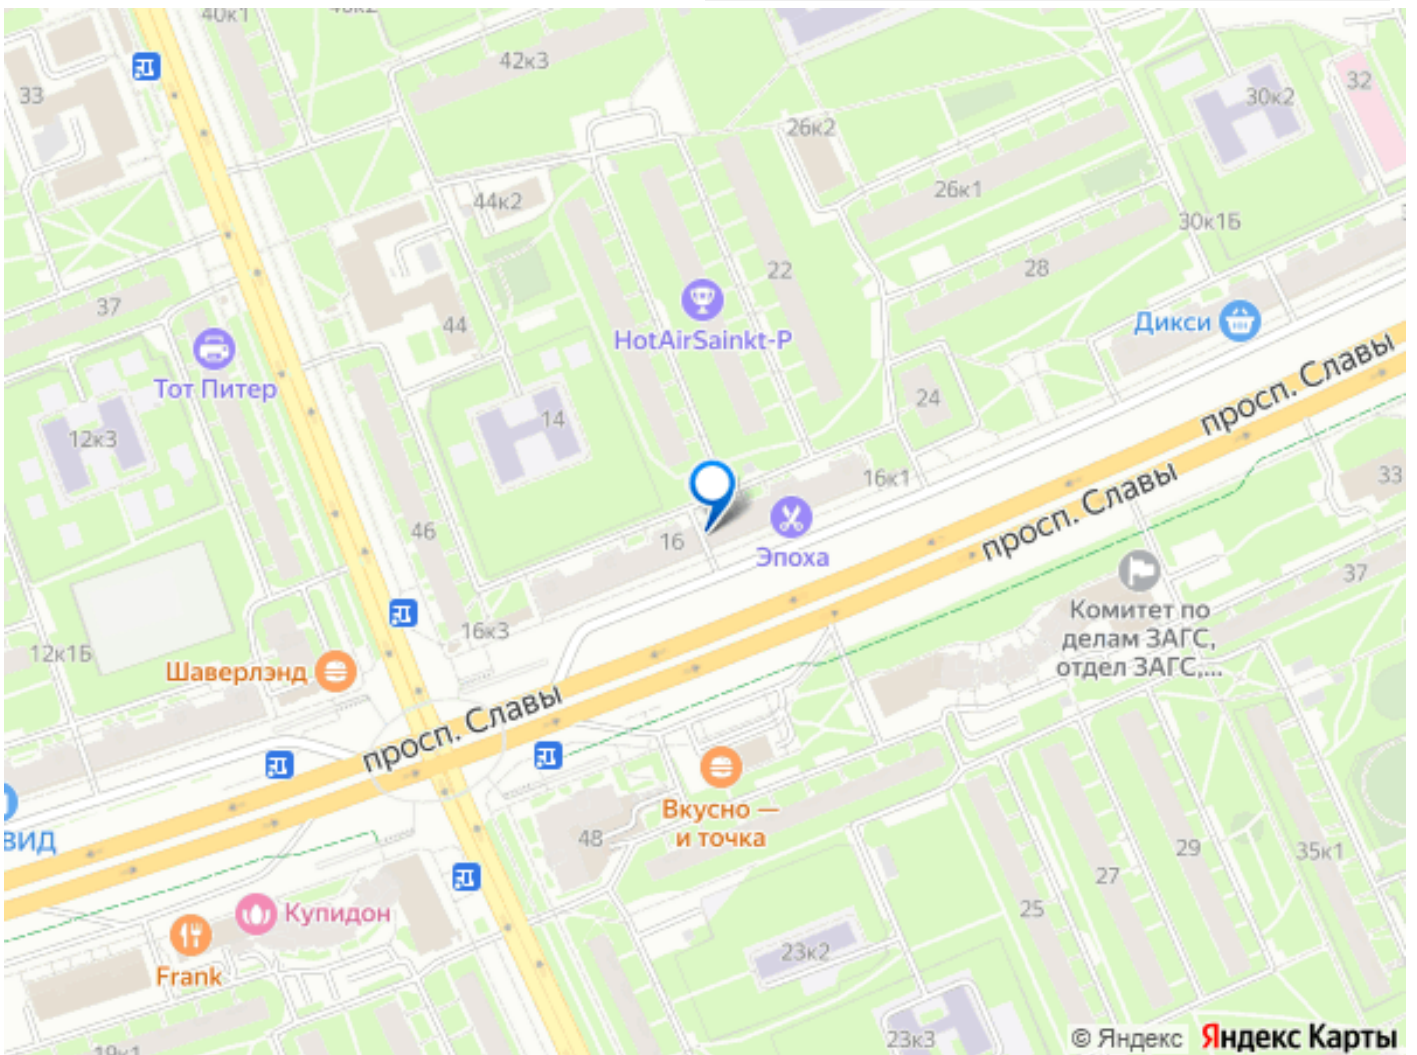 40к1
42к3
33
30к2
32
26к2
26к1
44к2
30к1Б
22
28
37
44
HotAirSainkt-P
Дикси
Тот Питер
просп. Славы
24
14
12к3
16к1
33
просп. Славы
46
16
Эпоха
37
Комитет по
делам ЗАГС,
отдел ЗАГС,...
16к3
12к1Б
Шаверлэнд
просп. Славы
Вкусно —
и точка
ВИД
48
29
35к1
27
25
Купидон
Frank
23к2
23к3
19к1
© Яндекс Яндекс Карты